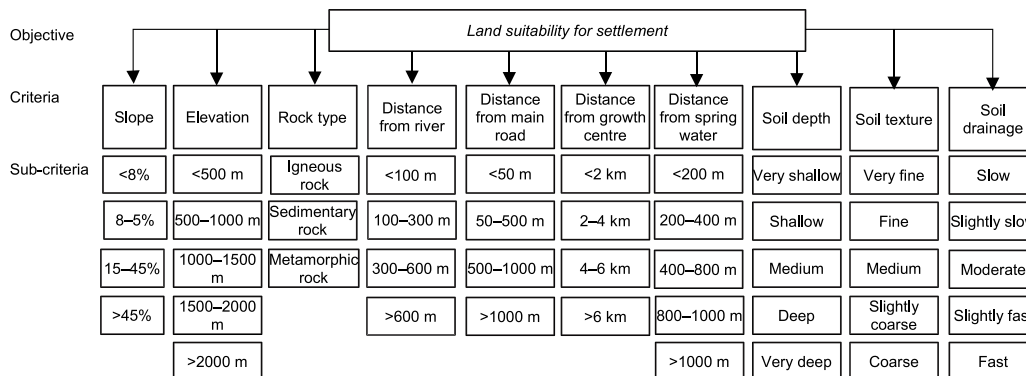 Objective
Land suitability for settlement
Criteria
Slope
Elevation
Rock type
Distance
from river
Distance
from main
road
Distance
from growth
centre
Distance
from spring
water
Soil depth
Soil texture
Soil
drainage
Sub-criteria
<8%
<500 m
Igneous
rock
<100 m
<50 m
<2 km
<200 m
Very shallow
Very fine
Slow
8–5%
500–1000 m
Sedimentary
rock
100–300 m
50–500 m
2–4 km
200–400 m
Shallow
Fine
Slightly slow
15–45%
1000–1500
m
Metamorphic
rock
300–600 m
500–1000 m
4–6 km
400–800 m
Medium
Medium
Moderate
>45%
1500–2000
m
>600 m
>1000 m
>6 km
800–1000 m
Deep
Slightly
coarse
Slightly fast
>2000 m
>1000 m
Very deep
Coarse
Fast